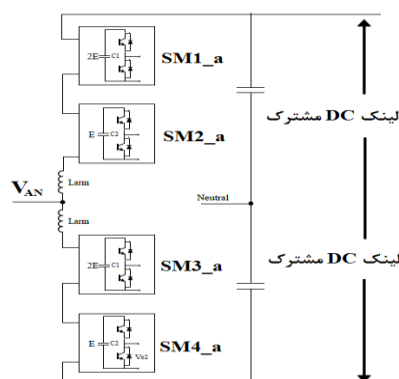 2E
C1
SM1_a
E
C2
SM2_a
Larm
V_AN
Larm
Neutral
لینک DC مشترک
2E
C1
SM3_a
لینک DC مشترک
E
C2
Vo2
SM4_a